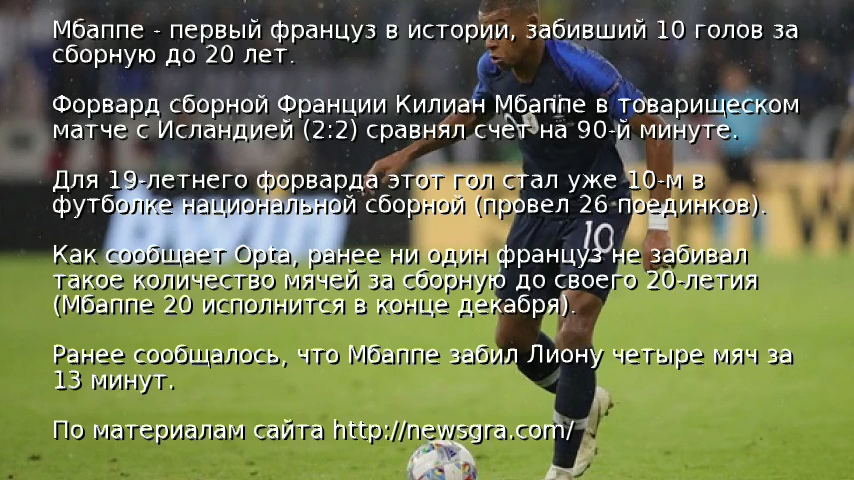 Мбаппе - первый француз в истории, забивший 10 голов за
сборную до 20 лет.
Форвард сборной Франции Килиан Мбаппе в товарищеском
матче с Исландией (2:2) сравнял счет на 90-й минуте.
Для 19-летнего форварда этот гол стал уже 10-м в
футболке национальной сборной (провел 26 поединков).
Как сообщает Opta, ранее ни один француз не забивал
такое количество мячей за сборную до своего 20-летия
(Мбаппе 20 исполнится в конце декабря).
Ранее сообщалось, что Мбаппе забил Лиону четыре мяч за
13 минут.
По материалам сайта http://newsgra.com/
10